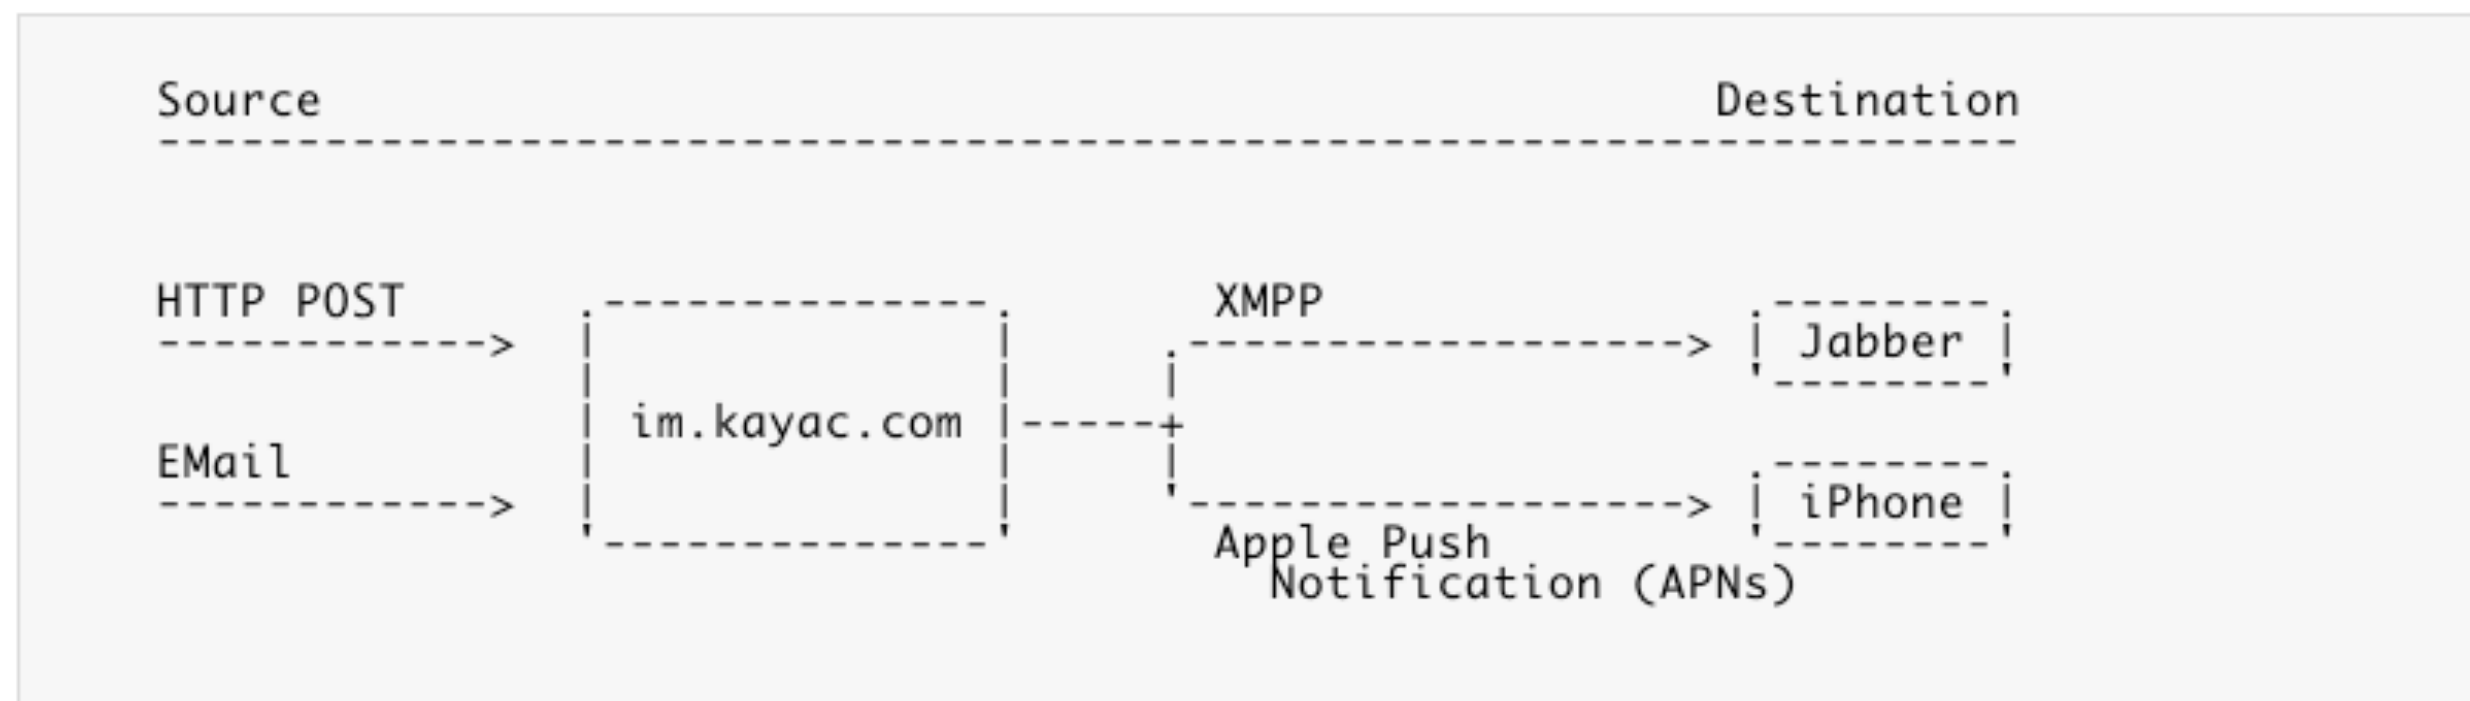 Source Destination
HTTP POST XMPP
Jabber
im.kayac.com
EMail
iPhone
Apple Push
Notification (APNs)